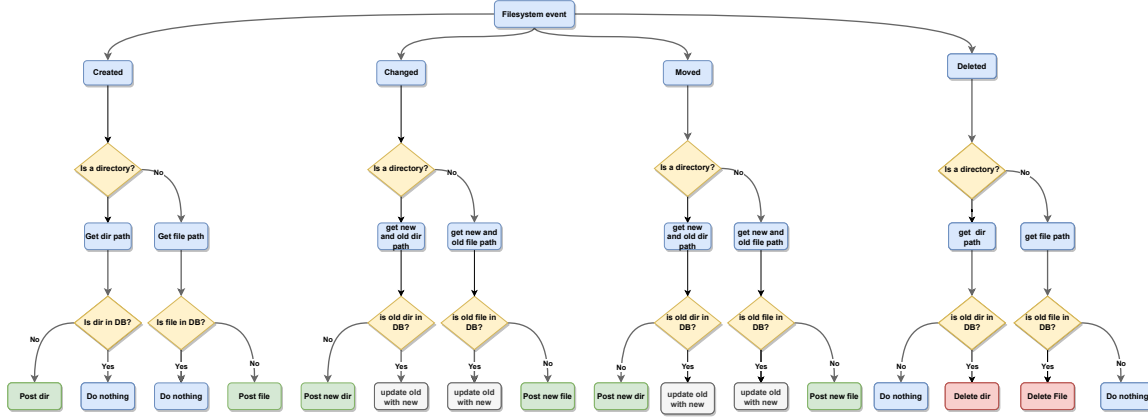 Filesystem event
Created
Changed
Moved
Deleted
Is a directory?
No
Is a directory?
No
Is a directory?
No
Is a directory?
No
Get dir path
Get file path
get new
and old dir
path
get new and
old file path
get new
and old dir
path
get new and
old file path
get dir
path
get file path
Is dir in DB?
Is file in DB?
is old dir in
DB?
is old file in
DB?
is old dir in
DB?
is old file in
DB?
is old dir in
DB?
is old file in
DB?
No
Yes
Yes
No
No
Yes
Yes
No
No
Yes
Yes
No
No
Yes
Yes
No
Post dir
Do nothing
Do nothing
Post file
Post new dir
update old
with new
update old
with new
Post new file
Post new dir
update old
with new
update old
with new
Post new file
Do nothing
Delete dir
Delete File
Do nothing